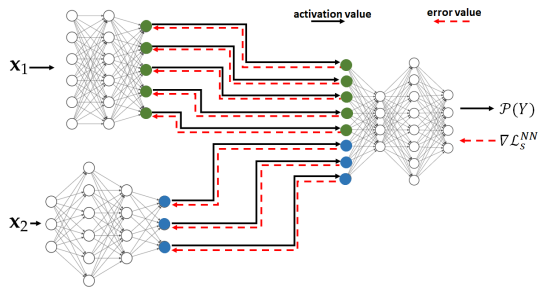 activation value
error value
x₁
𝒫(Y)
∇ℒₛᴺᴺ
x₂